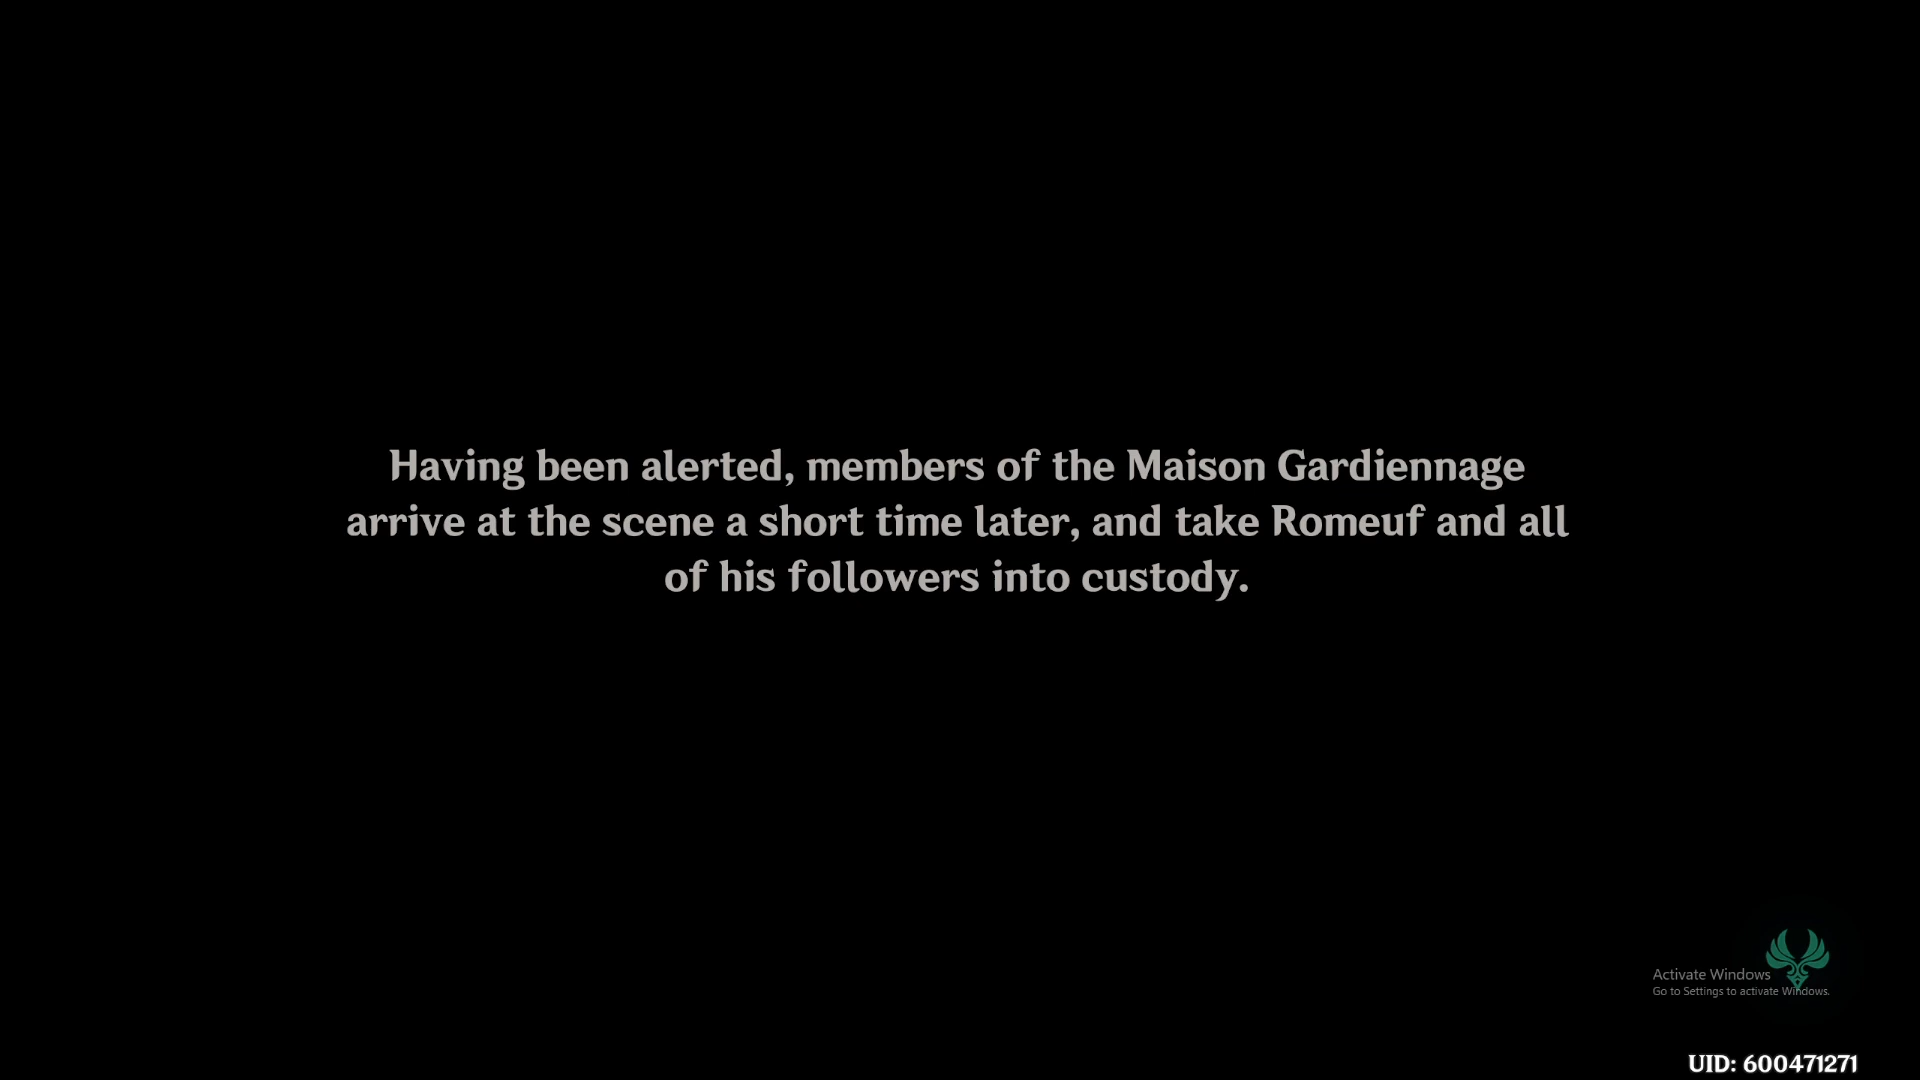 Having been alerted, members of the Maison Gardiennage
arrive at the scene a short time later, and take Romeuf and all
of his followers into custody.
Activate Windows
Go to Settings to activate Windows.
UID: 600471271